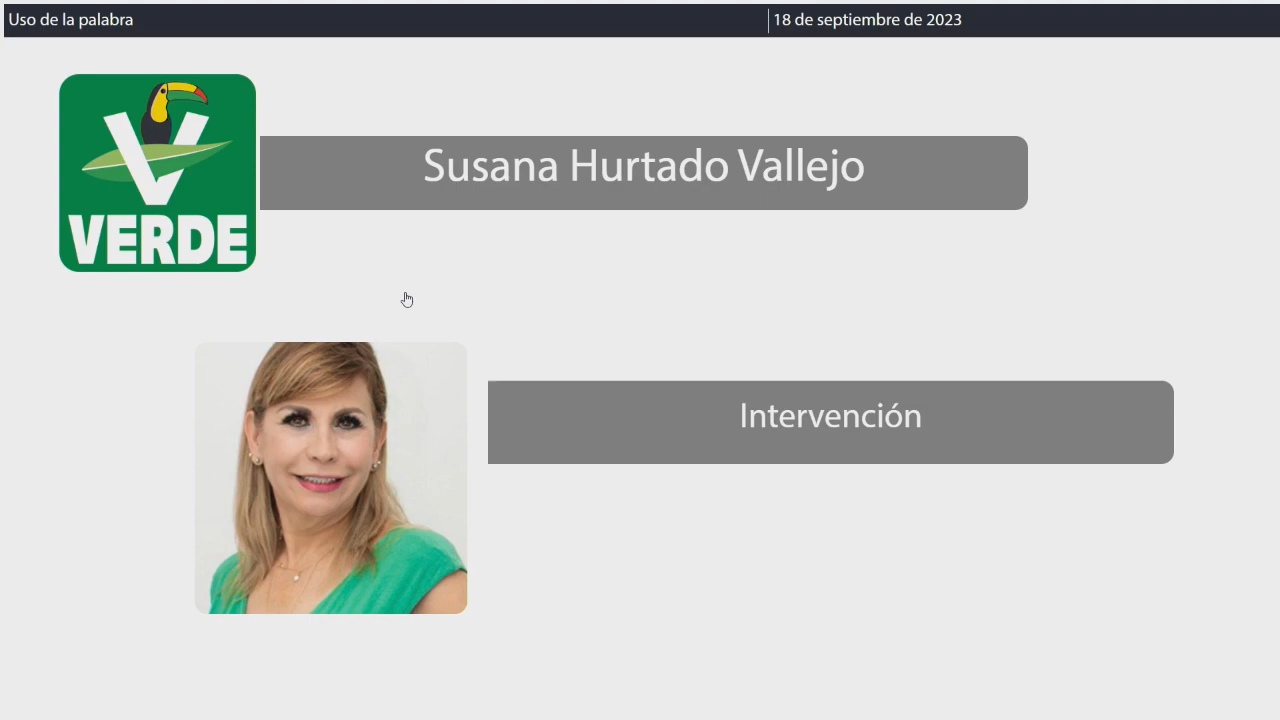 Uso de la palabra
18 de septiembre de 2023
V
VERDE
Susana Hurtado Vallejo
Intervención